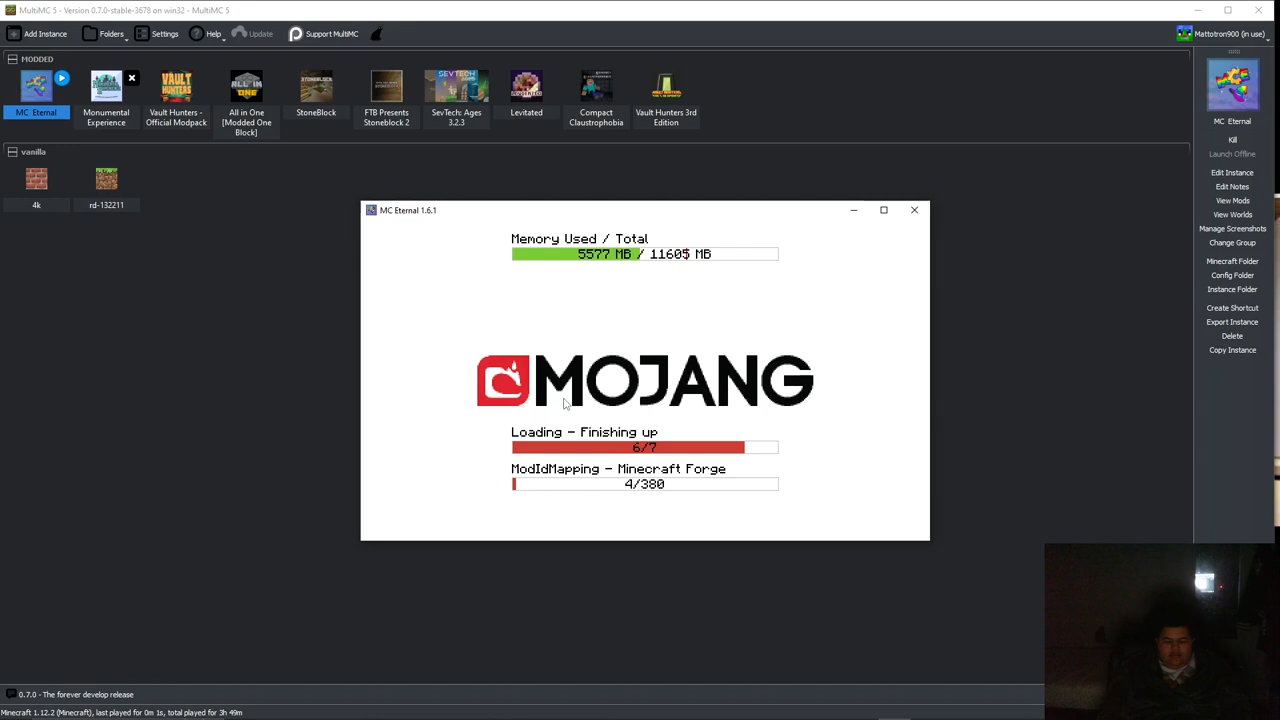 MultiMC 5 - Version 0.7.0-stable-3678 on win32 - MultiMC 5
Add Instance
Folders
Settings
Help
Update
Support MultiMC
Mattotron900 (in use)
MODDED
MC Eternal
Monumental
Experience
Vault Hunters -
Official Modpack
All in One
[Modded One
Block]
StoneBlock
FTB Presents
Stoneblock 2
SevTech: Ages
3.2.3
Levitated
Compact
Claustrophobia
Vault Hunters 3rd
Edition
vanilla
4k
rd-132211
MC Eternal 1.6.1
Memory Used / Total
5577 MB / 11605 MB
MOJANG
Loading - Finishing up
6/7
ModIdMapping - Minecraft Forge
4/380
MC Eternal
Kill
Launch Offline
Edit Instance
Edit Notes
View Mods
View Worlds
Manage Screenshots
Change Group
Minecraft Folder
Config Folder
Instance Folder
Create Shortcut
Export Instance
Delete
Copy Instance
0.7.0 - The forever develop release
Minecraft 1.12.2 (Minecraft), last played for 0m 1s, total played for 3h 49m